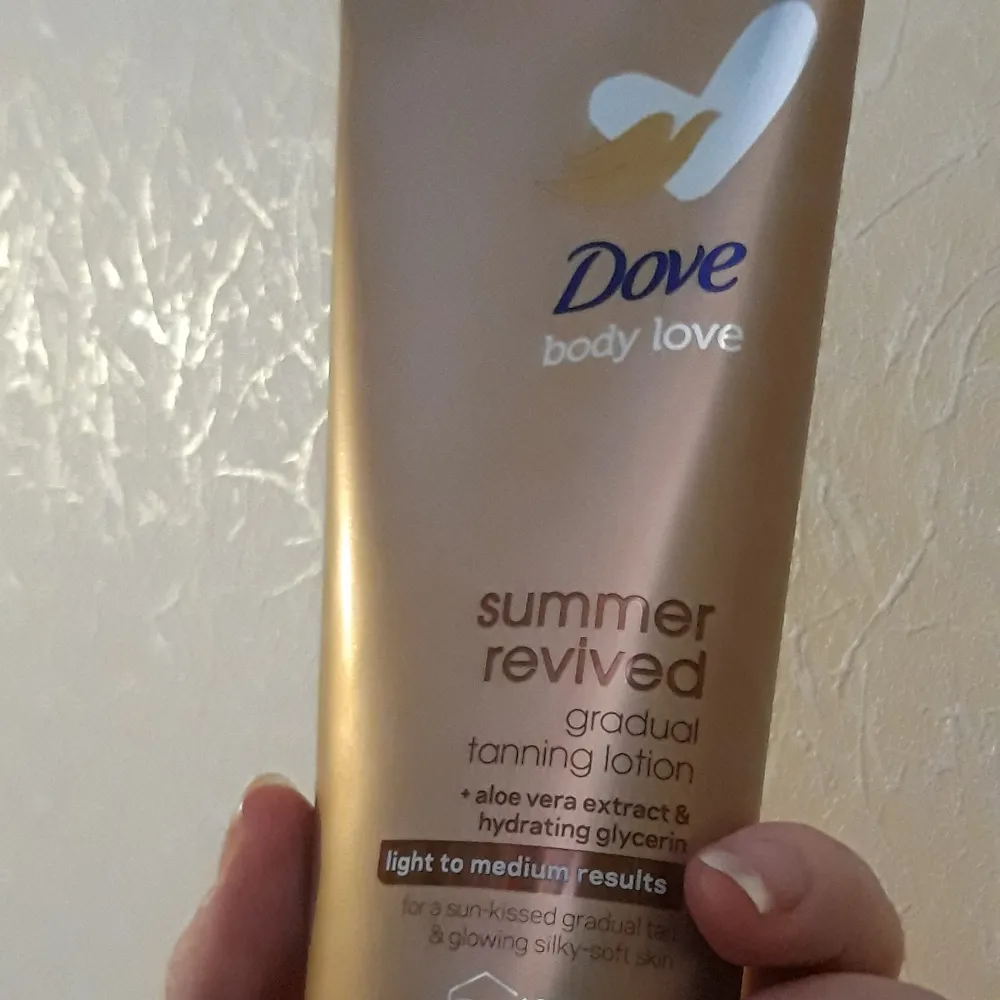 Dove
body love
summer
revived
gradual
tanning lotion
+ aloe vera extract &
hydrating glycerin
light to medium results
for a sun-kissed gradual
& glowing silky-soft skin